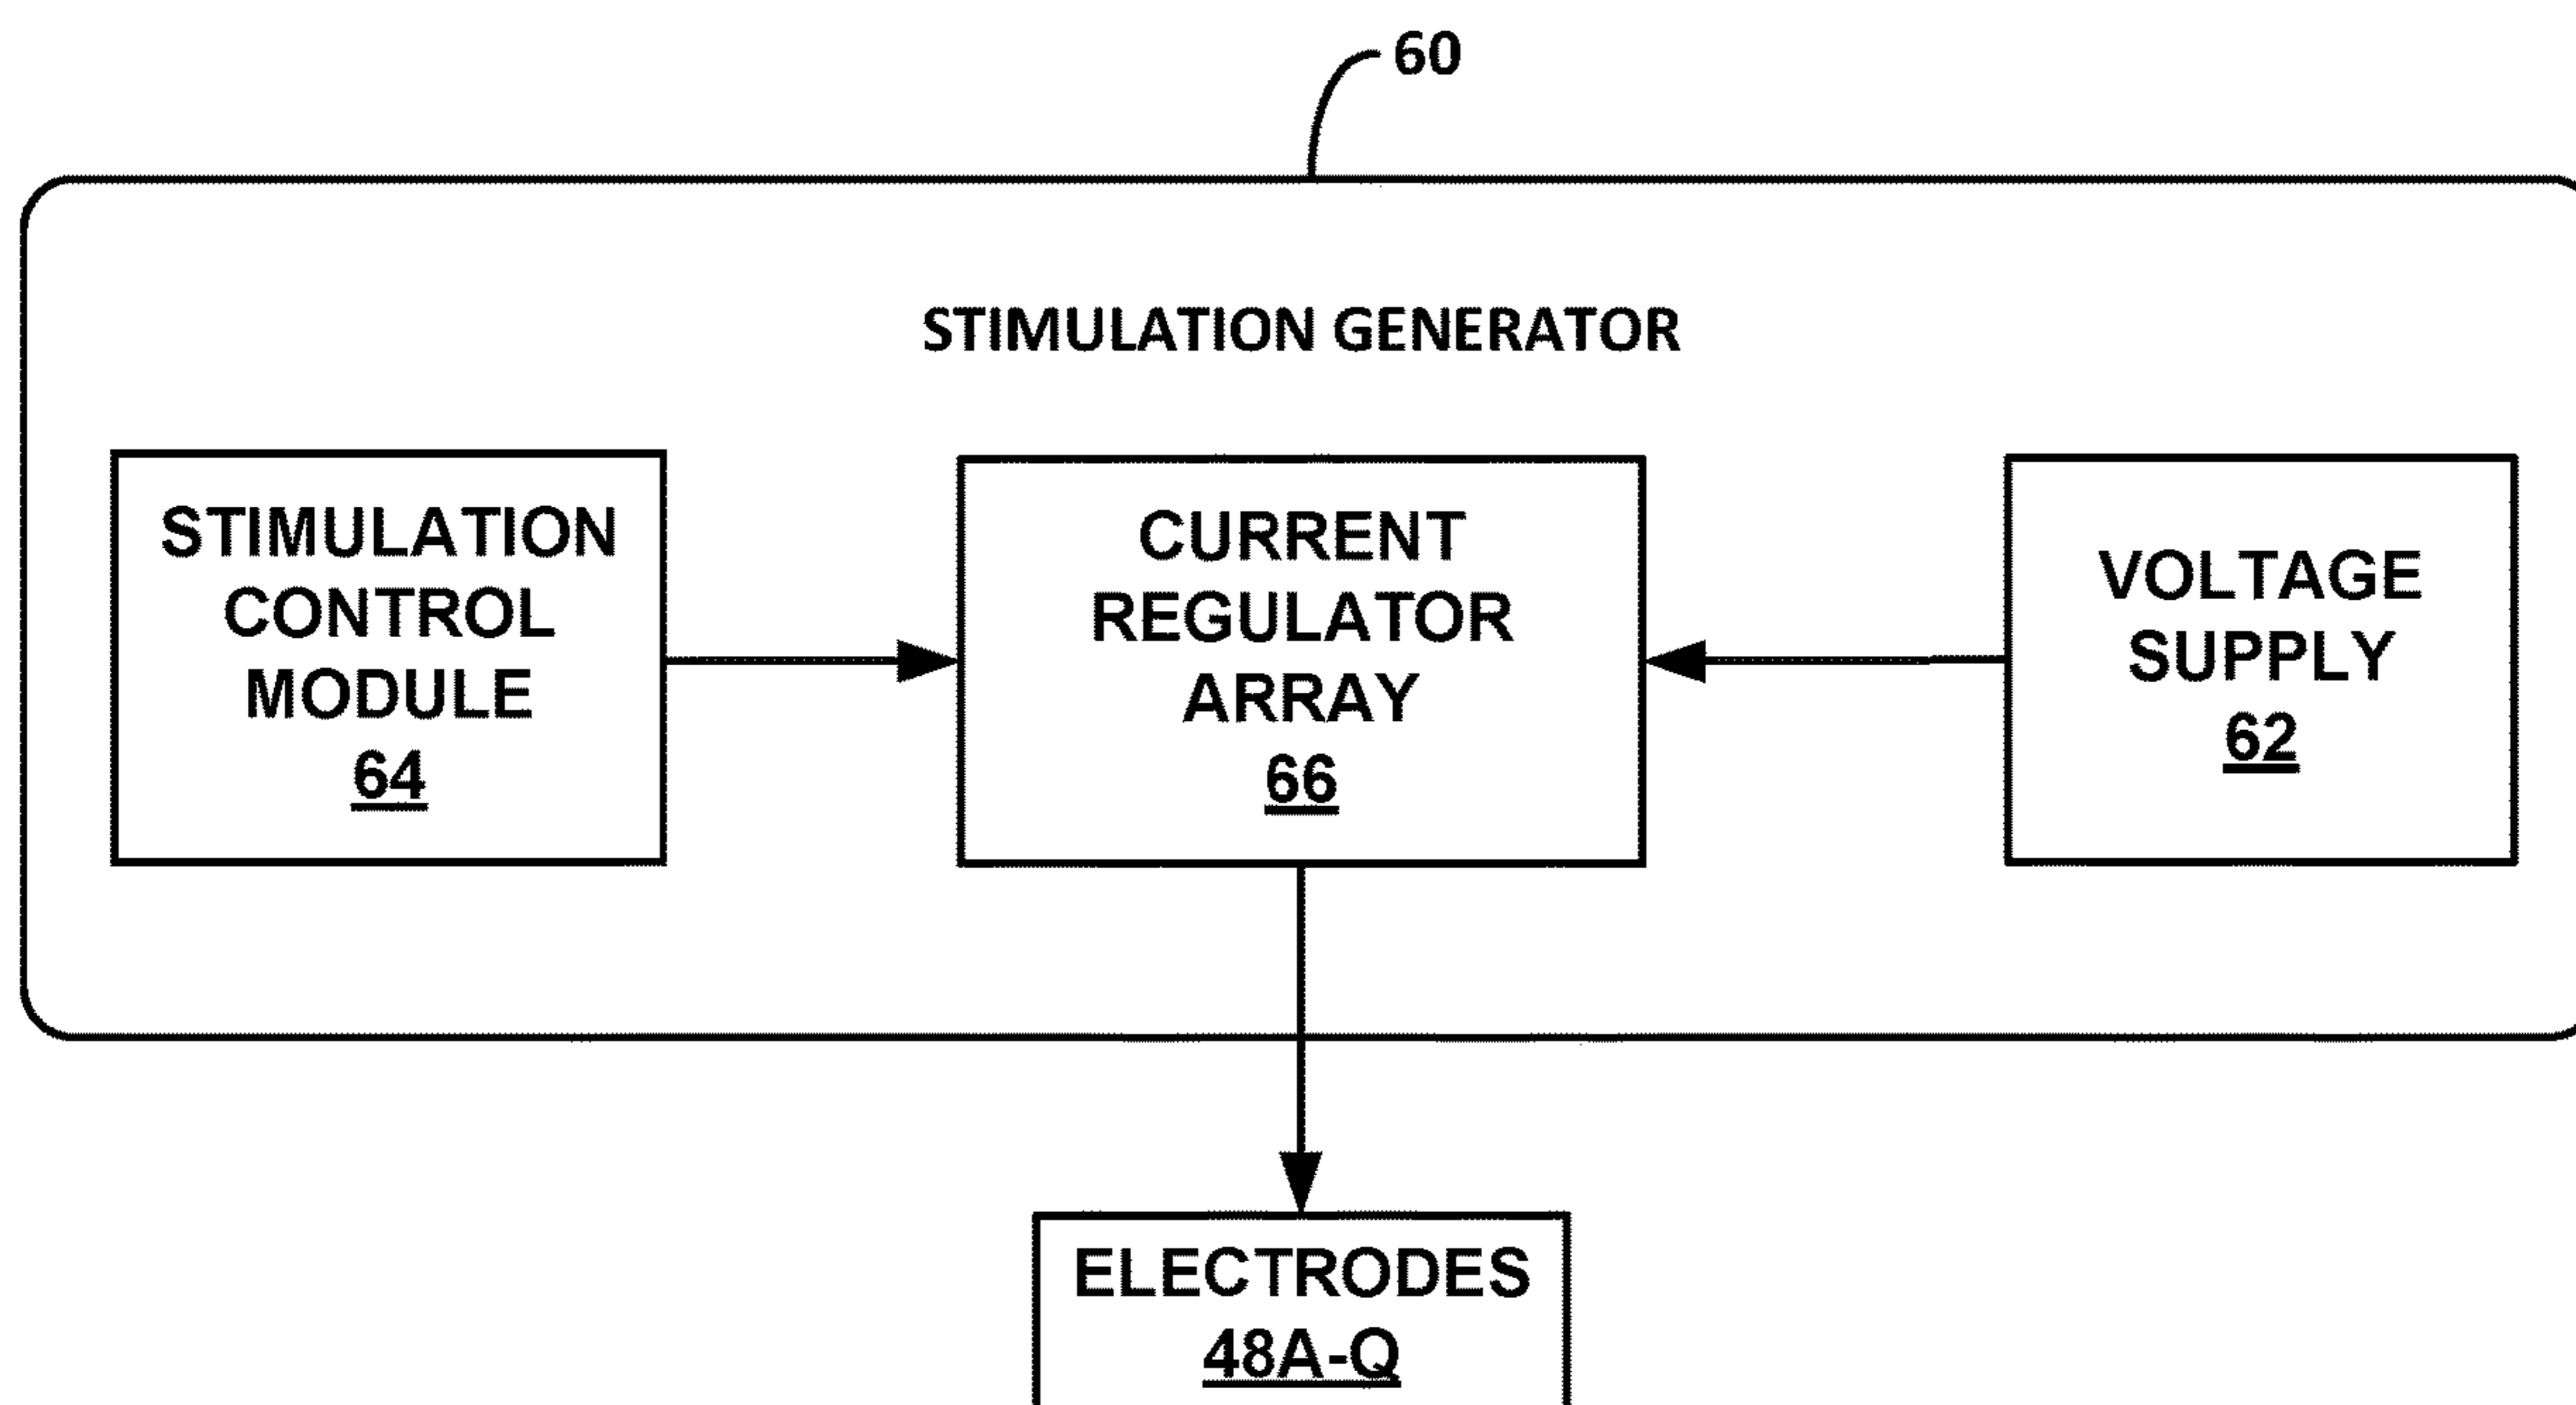 60
STIMULATION GENERATOR
STIMULATION
CONTROL
MODULE
64
CURRENT
REGULATOR
ARRAY
66
VOLTAGE
SUPPLY
62
ELECTRODES
48A-Q